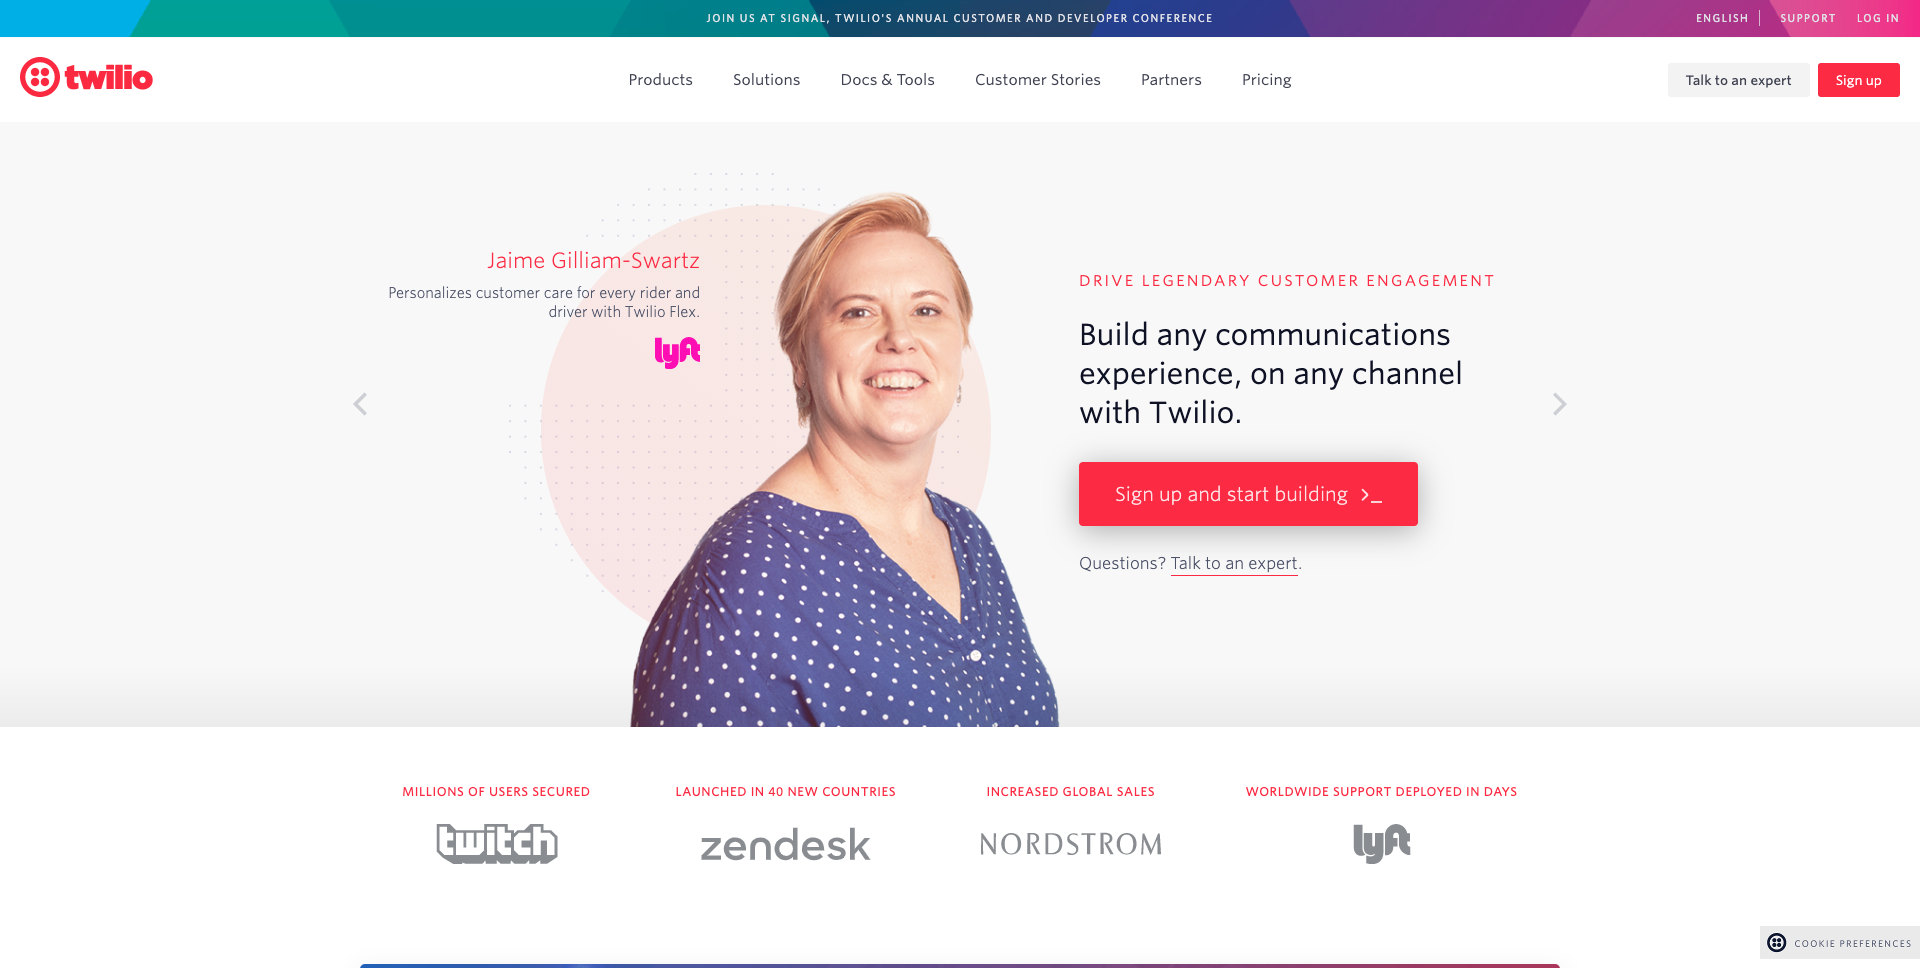 JOIN US AT SIGNAL, TWILIO'S ANNUAL CUSTOMER AND DEVELOPER CONFERENCE
ENGLISH
SUPPORT
LOG IN
twilio
Products
Solutions
Docs & Tools
Customer Stories
Partners
Pricing
Talk to an expert
Sign up
Jaime Gilliam-Swartz
Personalizes customer care for every rider and
driver with Twilio Flex.
lyft
DRIVE LEGENDARY CUSTOMER ENGAGEMENT
Build any communications
experience, on any channel
with Twilio.
Sign up and start building >_
Questions? Talk to an expert.
MILLIONS OF USERS SECURED
twitch
LAUNCHED IN 40 NEW COUNTRIES
zendesk
INCREASED GLOBAL SALES
NORDSTROM
WORLDWIDE SUPPORT DEPLOYED IN DAYS
lyft
COOKIE PREFERENCES